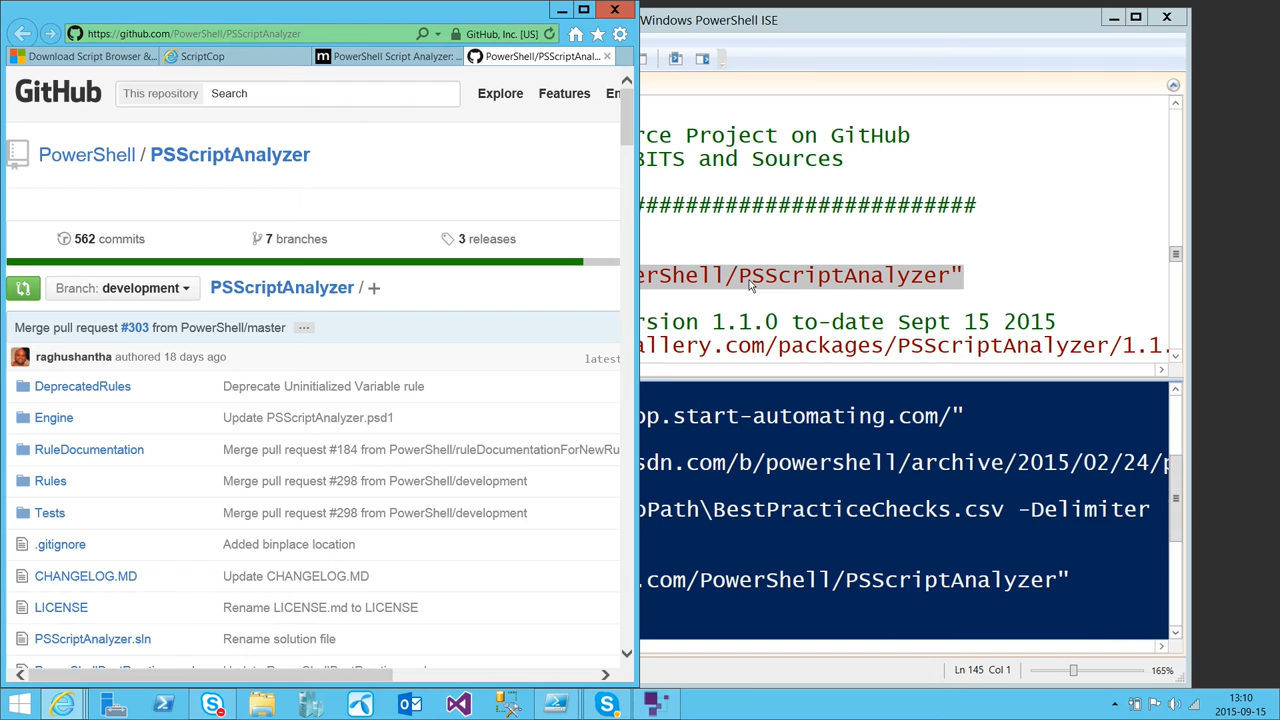 https://github.com/PowerShell/PSScriptAnalyzer
GitHub, Inc. [US]
Download Script Browser &...
ScriptCop
PowerShell Script Analyzer: ...
PowerShell/PSScriptAnal...
GitHub
This repository
Search
Explore
Features
En
PowerShell / PSScriptAnalyzer
562 commits
7 branches
3 releases
Branch: development
PSScriptAnalyzer / +
Merge pull request #303 from PowerShell/master ...
raghushantha authored 18 days ago
latest
DeprecatedRules
Deprecate Uninitialized Variable rule
Engine
Update PSScriptAnalyzer.psd1
RuleDocumentation
Merge pull request #184 from PowerShell/ruleDocumentationForNewRu
Rules
Merge pull request #298 from PowerShell/development
Tests
Merge pull request #298 from PowerShell/development
.gitignore
Added binplace location
CHANGELOG.MD
Update CHANGELOG.MD
LICENSE
Rename LICENSE.md to LICENSE
PSScriptAnalyzer.sln
Rename solution file
Windows PowerShell ISE
rce Project on GitHub
BITS and Sources
#########################
erShell/PSScriptAnalyzer"
rsion 1.1.0 to-date Sept 15 2015
allery.com/packages/PSScriptAnalyzer/1.1.
op.start-automating.com/"
sdn.com/b/powershell/archive/2015/02/24/p
oPath\BestPracticeChecks.csv -Delimiter
.com/PowerShell/PSScriptAnalyzer"
Ln 145 Col 1
165%
13:10
2015-09-15